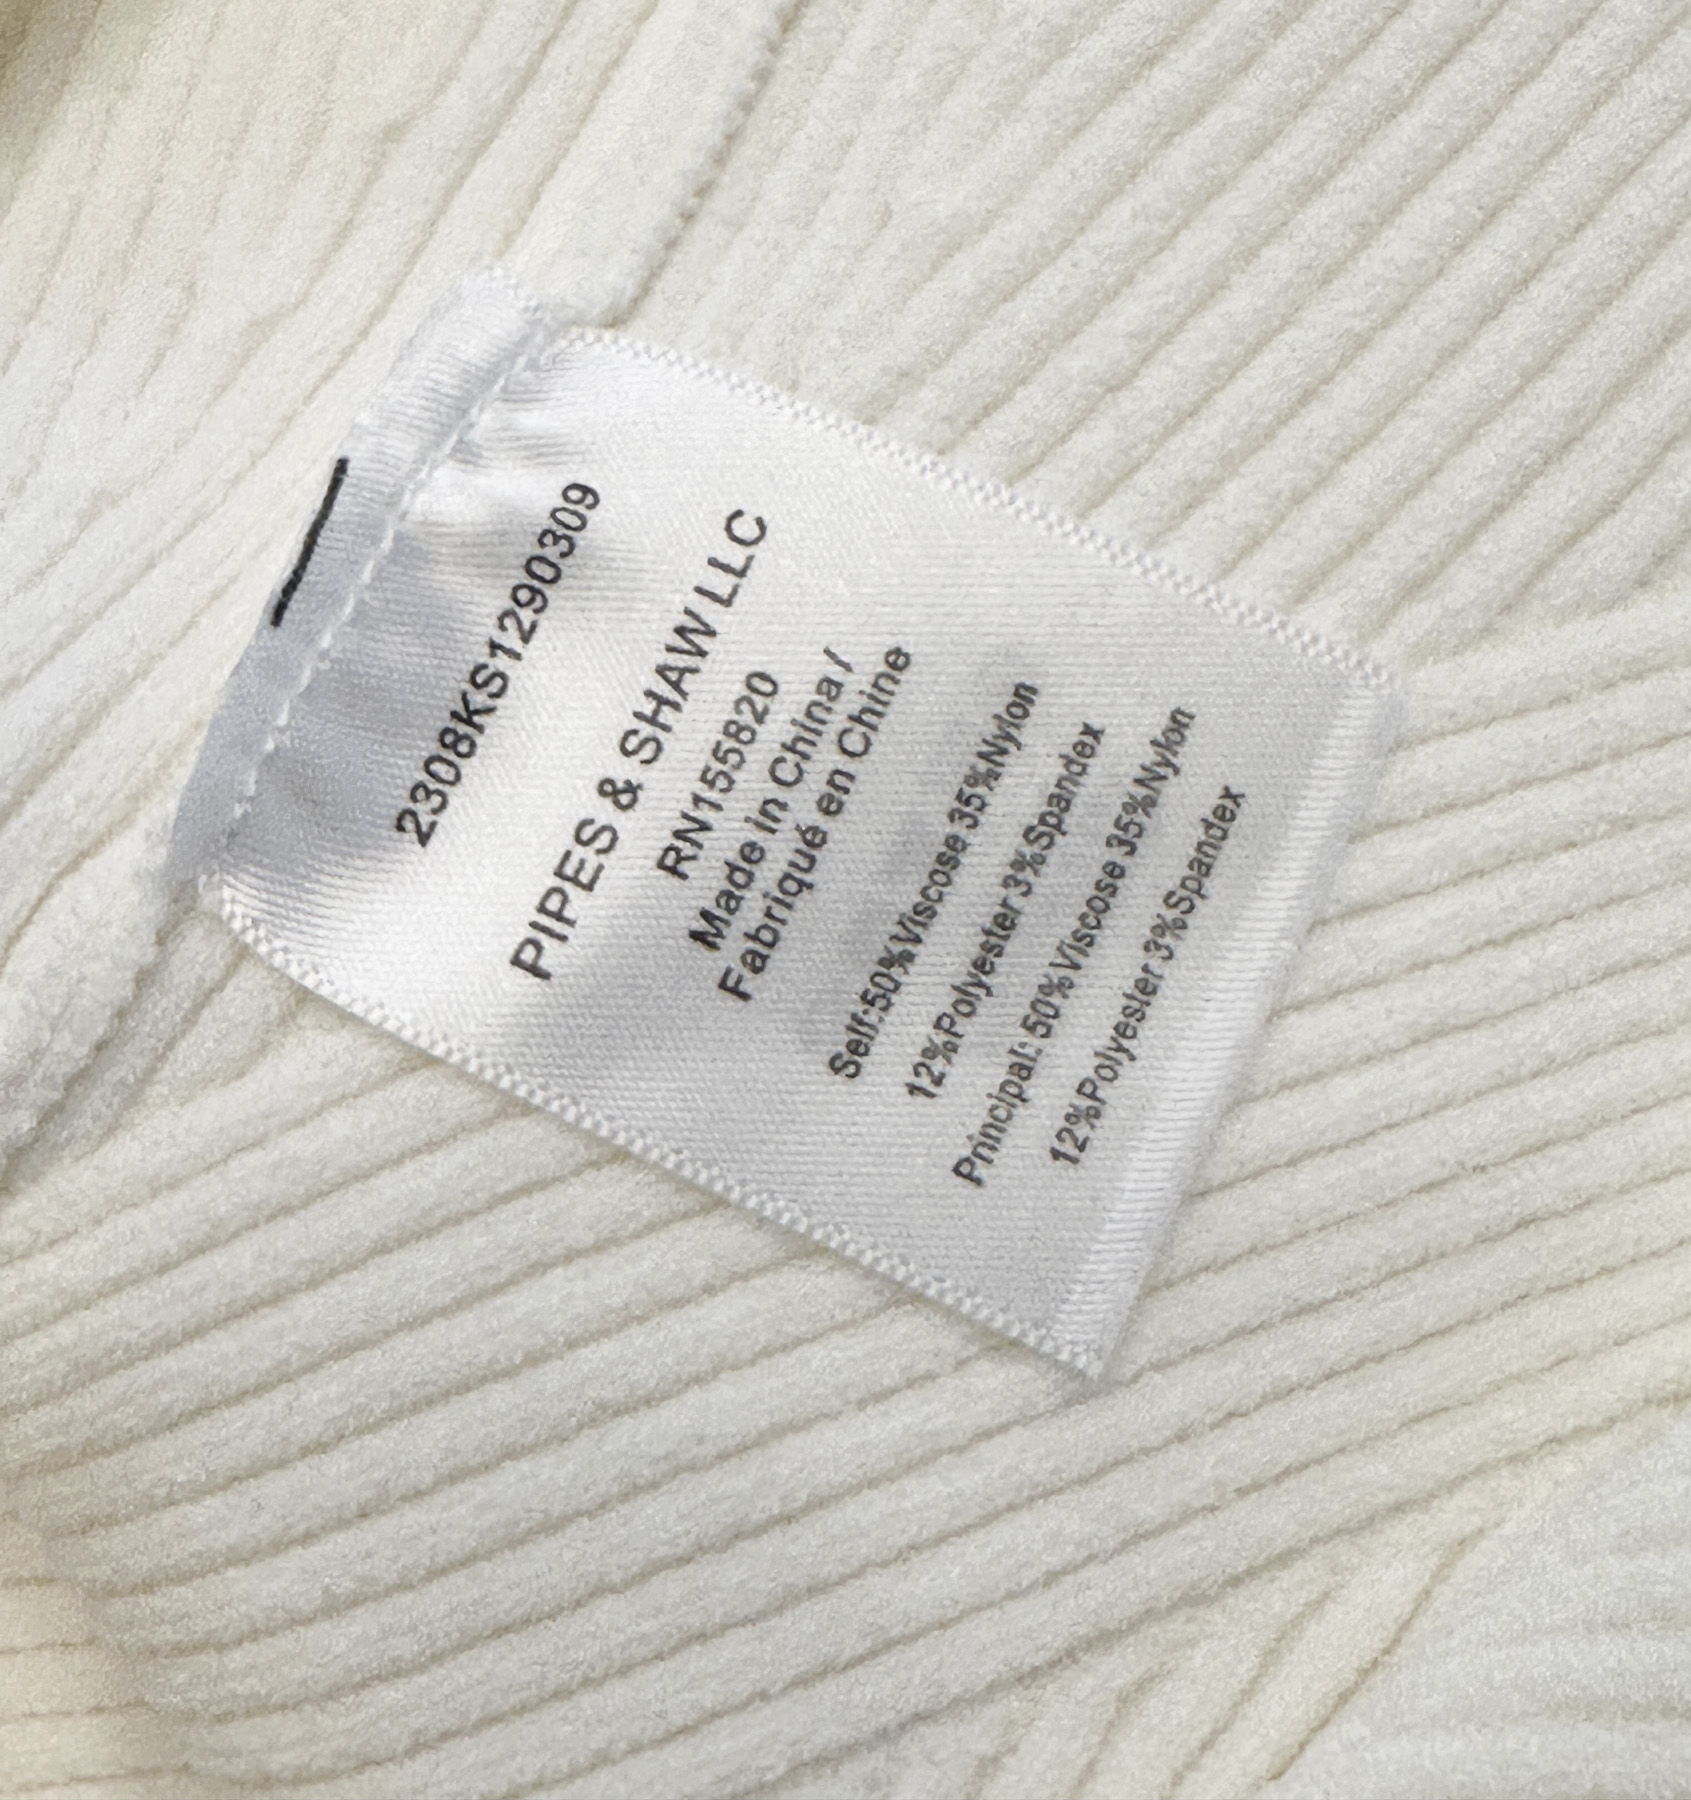 2308KS1290309
PIPES & SHAW LLC
RN155820
Made in China /
Fabriqué en Chine
Self:50%Viscose 35%Nylon
12%Polyester 3%Spandex
Principal: 50% Viscose 35%Nylon
12%Polyester 3%Spandex